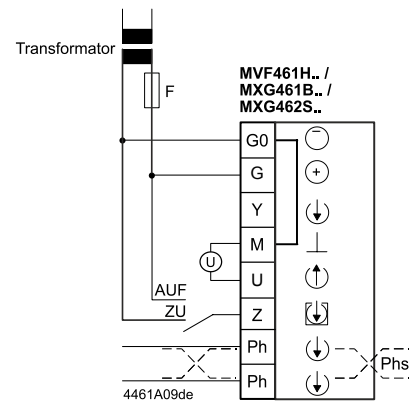 Transformator
F
MVF461H.. /
MXG461B.. /
MXG462S..
G0 −
G +
Y
M
U U
AUF
ZU
Z
Ph
Ph
Phs
4461A09de